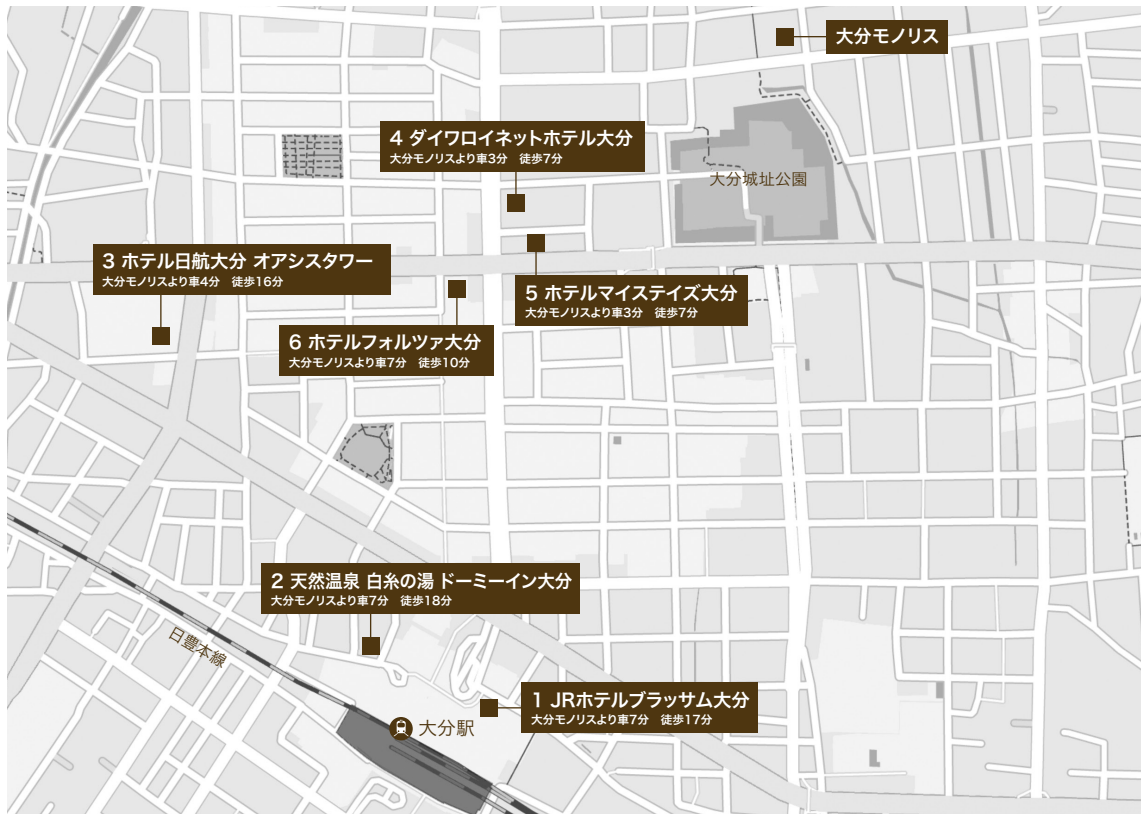 大分モノリス
4 ダイワロイネットホテル大分
大分モノリスより車3分　徒歩7分
大分城址公園
3 ホテル日航大分 オアシスタワー
大分モノリスより車4分　徒歩16分
5 ホテルマイステイズ大分
大分モノリスより車3分　徒歩7分
6 ホテルフォルツァ大分
大分モノリスより車7分　徒歩10分
2 天然温泉 白糸の湯 ドーミーイン大分
大分モノリスより車7分　徒歩18分
日豊本線
1 JRホテルブラッサム大分
大分モノリスより車7分　徒歩17分
大分駅